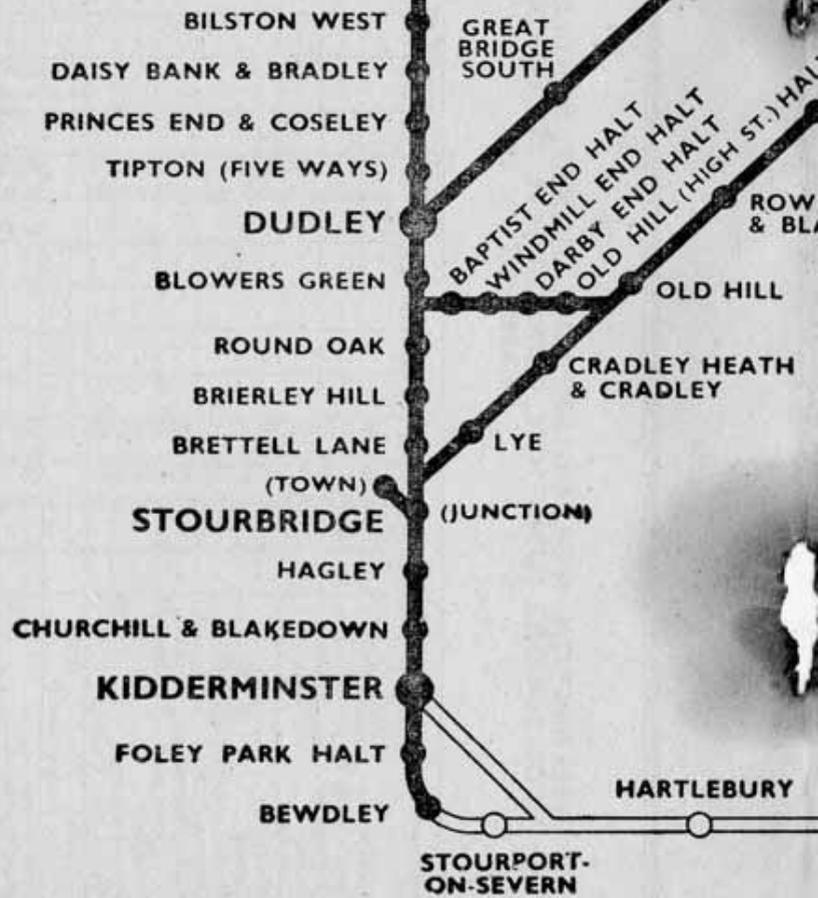 BILSTON WEST
GREAT
BRIDGE
SOUTH
DAISY BANK & BRADLEY
PRINCES END & COSELEY
TIPTON (FIVE WAYS)
DUDLEY
BAPTIST END HALT
WINDMILL END HALT
DARBY END HALT
OLD HILL (HIGH ST.) HALT
ROW
& BLA
BLOWERS GREEN
OLD HILL
ROUND OAK
CRADLEY HEATH
& CRADLEY
BRIERLEY HILL
BRETTELL LANE
LYE
(TOWN)
STOURBRIDGE
(JUNCTION)
HAGLEY
CHURCHILL & BLAKEDOWN
KIDDERMINSTER
FOLEY PARK HALT
HARTLEBURY
BEWDLEY
STOURPORT-
ON-SEVERN